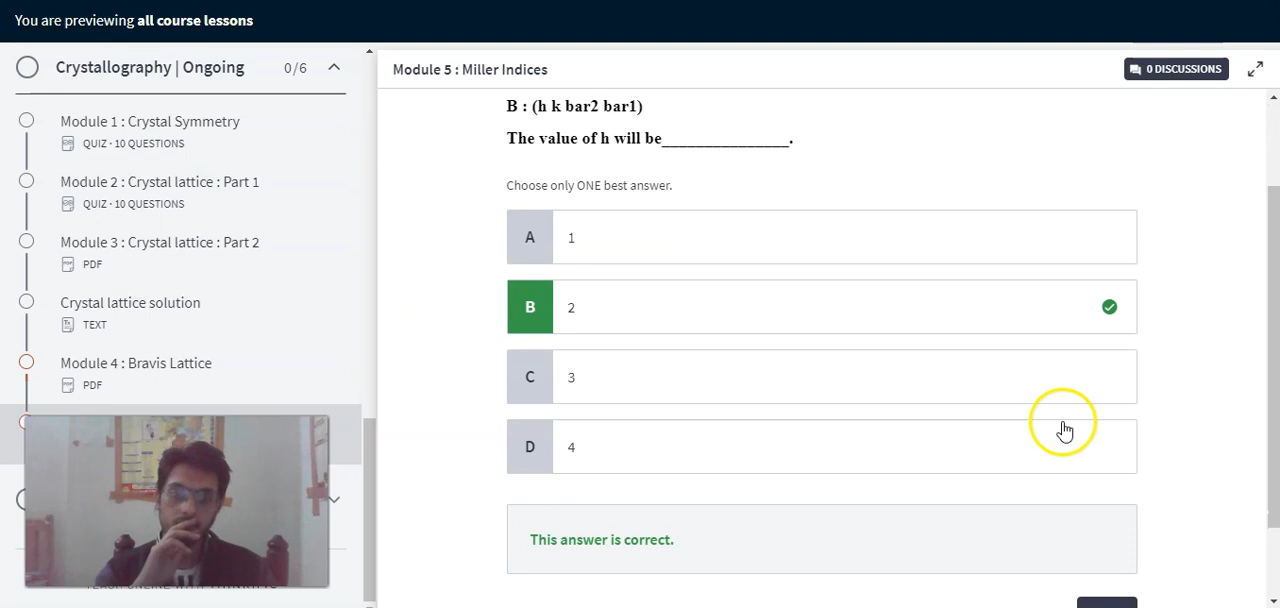 You are previewing all course lessons
Crystallography | Ongoing 0/6
Module 1 : Crystal Symmetry
QUIZ - 10 QUESTIONS
Module 2 : Crystal lattice : Part 1
QUIZ - 10 QUESTIONS
Module 3 : Crystal lattice : Part 2
PDF
Crystal lattice solution
TEXT
Module 4 : Bravis Lattice
PDF
Module 5 : Miller Indices
0 DISCUSSIONS
B : (h k bar2 bar1)
The value of h will be_______________.
Choose only ONE best answer.
A 1
B 2
C 3
D 4
This answer is correct.